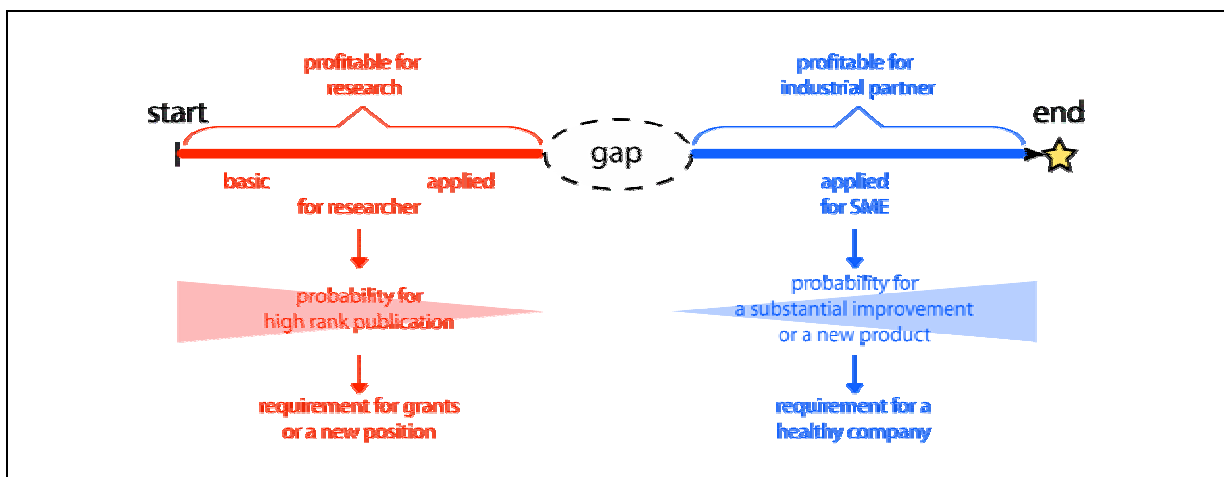 profitable for
research
profitable for
industrial partner
start
end
gap
basic
applied
for researcher
applied
for SME
probability for
high rank publication
probability for
a substantial improvement
or a new product
requirement for grants
or a new position
requirement for a
healthy company